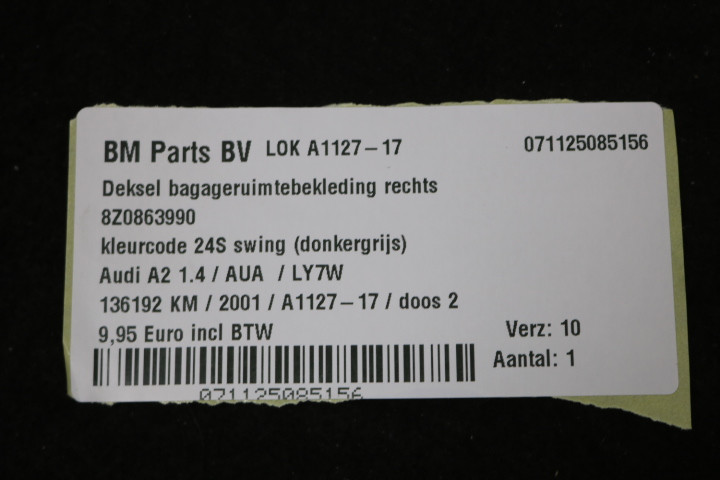 BM Parts BV LOK A1127-17 071125085156
Deksel bagageruimtebekleding rechts
8Z0863990
kleurcode 24S swing (donkergrijs)
Audi A2 1.4 / AUA / LY7W
136192 KM / 2001 / A1127-17 / doos 2
9,95 Euro incl BTW Verz: 10
Aantal: 1
071125085156